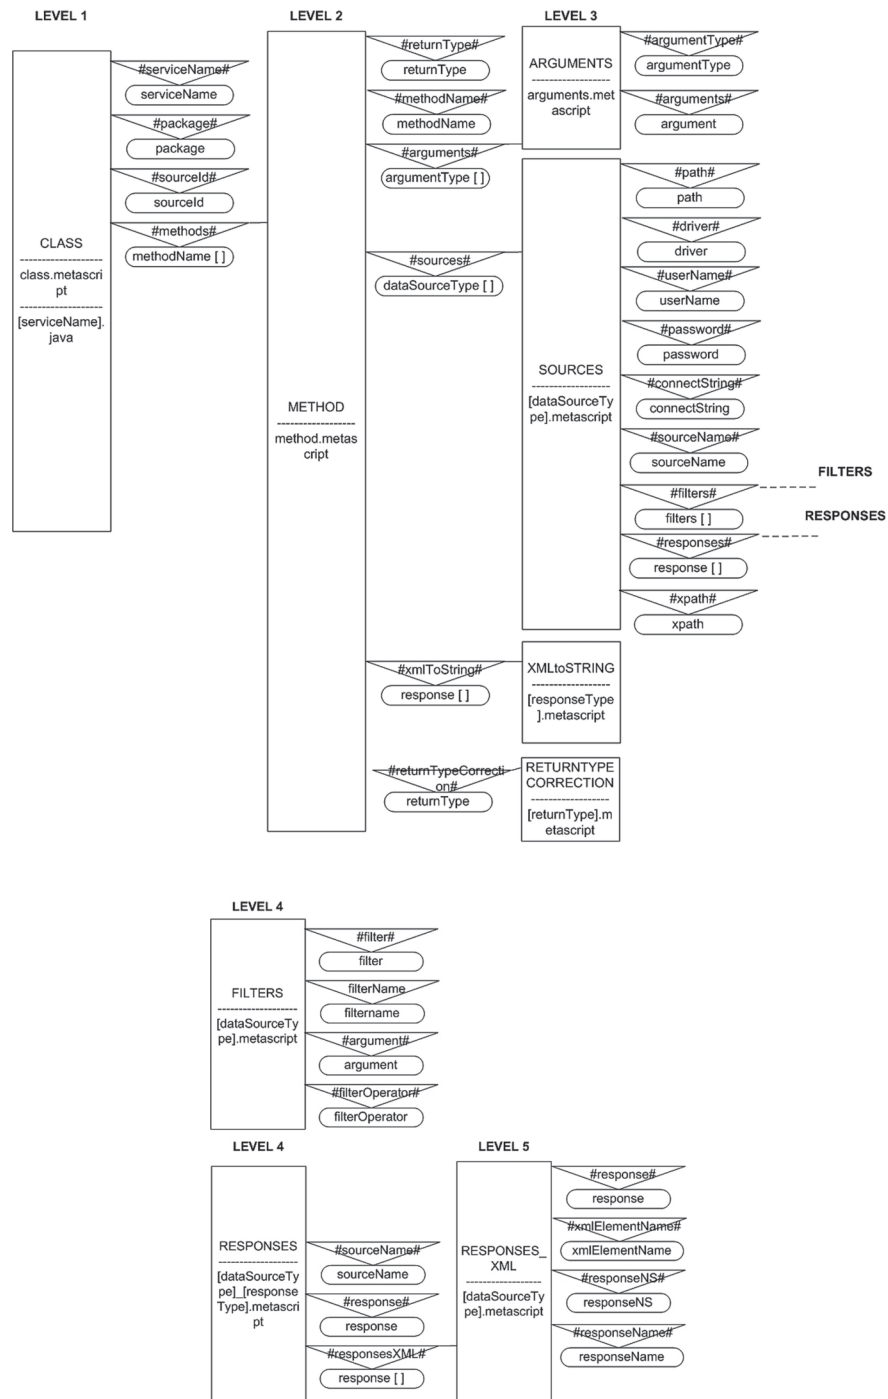 LEVEL 1
CLASS
--------------------
class.metascri
pt
--------------------
[serviceName].
java
#serviceName#
serviceName
#package#
package
#sourceId#
sourceId
#methods#
methodName [ ]
LEVEL 2
METHOD
-------------------
method.metas
cript
#returnType#
returnType
#methodName#
methodName
#arguments#
argumentType [ ]
#sources#
dataSourceType [ ]
#xmlToString#
response [ ]
#returnTypeCorrecti
on#
returnType
LEVEL 3
ARGUMENTS
-------------------
arguments.met
ascript
#argumentType#
argumentType
#arguments#
argument
SOURCES
-------------------
[dataSourceTy
pe].metascript
#path#
path
#driver#
driver
#userName#
userName
#password#
password
#connectString#
connectString
#sourceName#
sourceName
#filters#
filters [ ]
FILTERS
#responses#
response [ ]
RESPONSES
#xpath#
xpath
XMLtoSTRING
-------------------
[responseType
].metascript
RETURNTYPE
CORRECTION
-------------------
[returnType].m
etascript
LEVEL 4
FILTERS
-------------------
[dataSourceTy
pe].metascript
#filter#
filter
filterName
filtername
#argument#
argument
#filterOperator#
filterOperator
LEVEL 4
RESPONSES
-------------------
[dataSourceTy
pe]_[response
Type].metascri
pt
#sourceName#
sourceName
#response#
response
#responsesXML#
response [ ]
LEVEL 5
RESPONSES_
XML
------------------
[dataSourceTy
pe].metascript
#response#
response
#xmlElementName#
xmlElementName
#responseNS#
responseNS
#responseName#
responseName